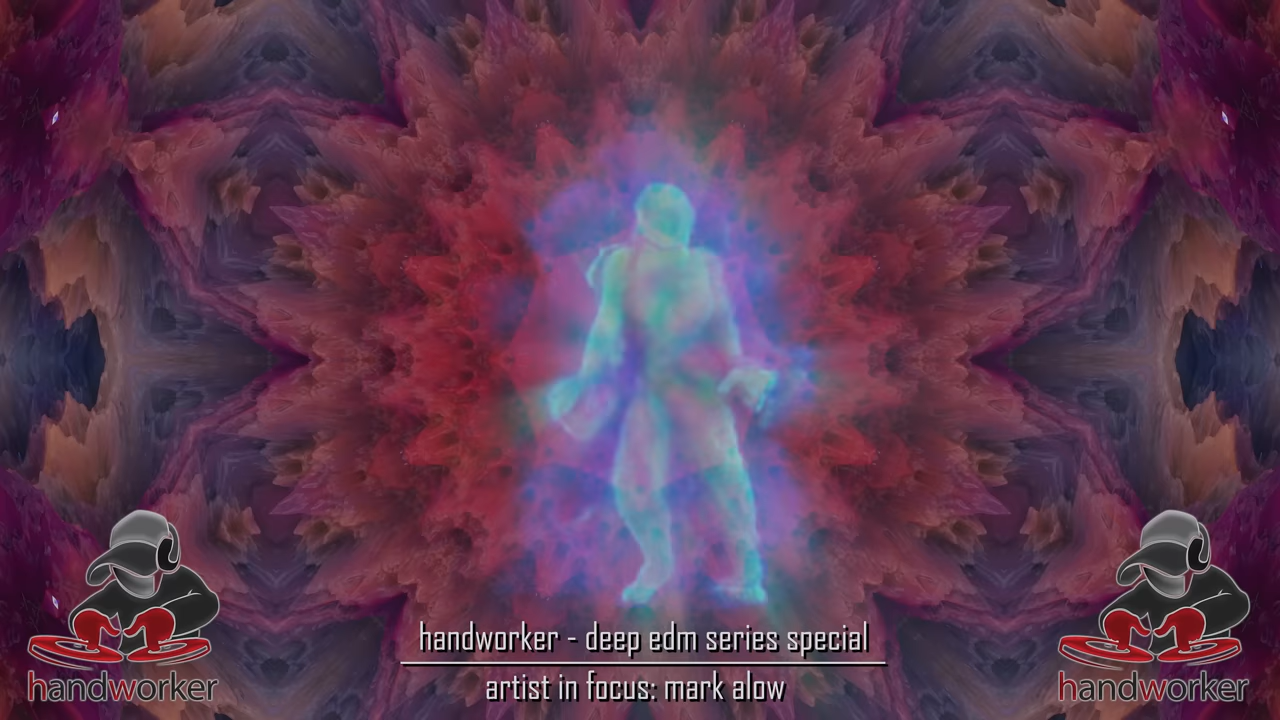 handworker - deep edm series special
artist in focus: mark alow
handworker
handworker